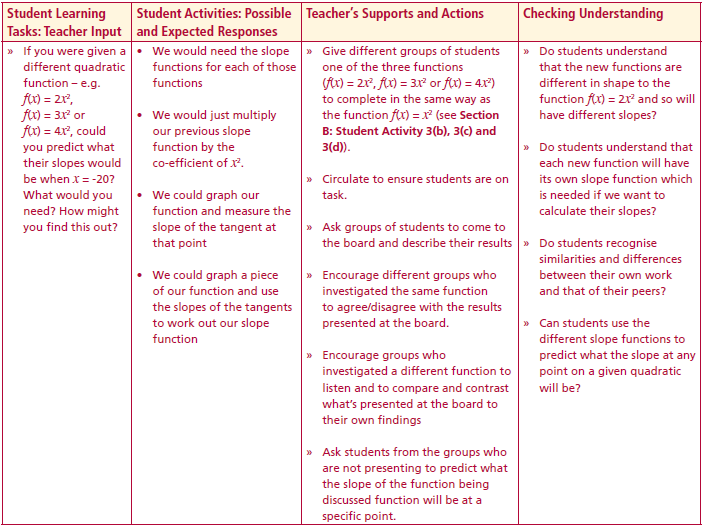 Student Learning
Tasks: Teacher Input
» If you were given a
different quadratic
function – e.g.
f(x) = 2x²,
f(x) = 3x² or
f(x) = 4x², could
you predict what
their slopes would
be when x = -20?
What would you
need? How might
you find this out?
Student Activities: Possible
and Expected Responses
• We would need the slope
functions for each of those
functions
• We would just multiply
our previous slope
function by the
co-efficient of x².
• We could graph our
function and measure the
slope of the tangent at
that point
• We could graph a piece
of our function and use
the slopes of the tangents
to work out our slope
function
Teacher’s Supports and Actions
» Give different groups of students
one of the three functions
(f(x) = 2x², f(x) = 3x² or f(x) = 4x²)
to complete in the same way as
the function f(x) = x² (see Section
B: Student Activity 3(b), 3(c) and
3(d)).
» Circulate to ensure students are on
task.
» Ask groups of students to come to
the board and describe their results
» Encourage different groups who
investigated the same function
to agree/disagree with the results
presented at the board.
» Encourage groups who
investigated a different function to
listen and to compare and contrast
what’s presented at the board to
their own findings
» Ask students from the groups who
are not presenting to predict what
the slope of the function being
discussed function will be at a
specific point.
Checking Understanding
» Do students understand
that the new functions are
different in shape to the
function f(x) = 2x² and so will
have different slopes?
» Do students understand that
each new function will have
its own slope function which
is needed if we want to
calculate their slopes?
» Do students recognise
similarities and differences
between their own work
and that of their peers?
» Can students use the
different slope functions to
predict what the slope at any
point on a given quadratic
will be?